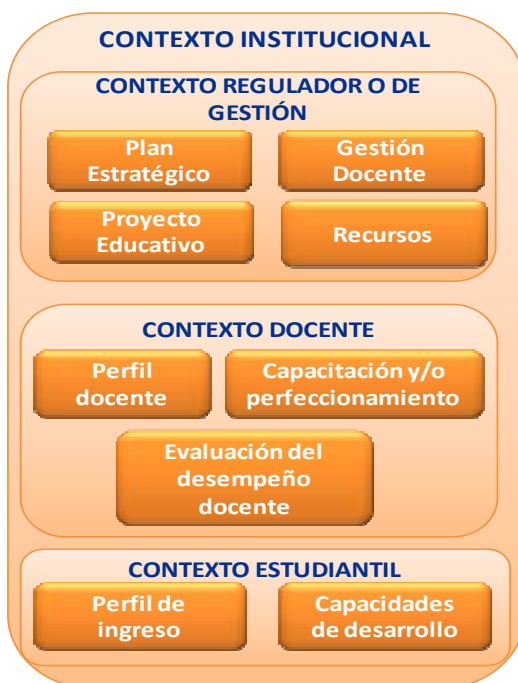 CONTEXTO INSTITUCIONAL
CONTEXTO REGULADOR O DE
GESTIÓN
Plan
Estratégico
Gestión
Docente
Proyecto
Educativo
Recursos
CONTEXTO DOCENTE
Perfil
docente
Capacitación y/o
perfeccionamiento
Evaluación del
desempeño
docente
CONTEXTO ESTUDIANTIL
Perfil de
ingreso
Capacidades
de desarrollo